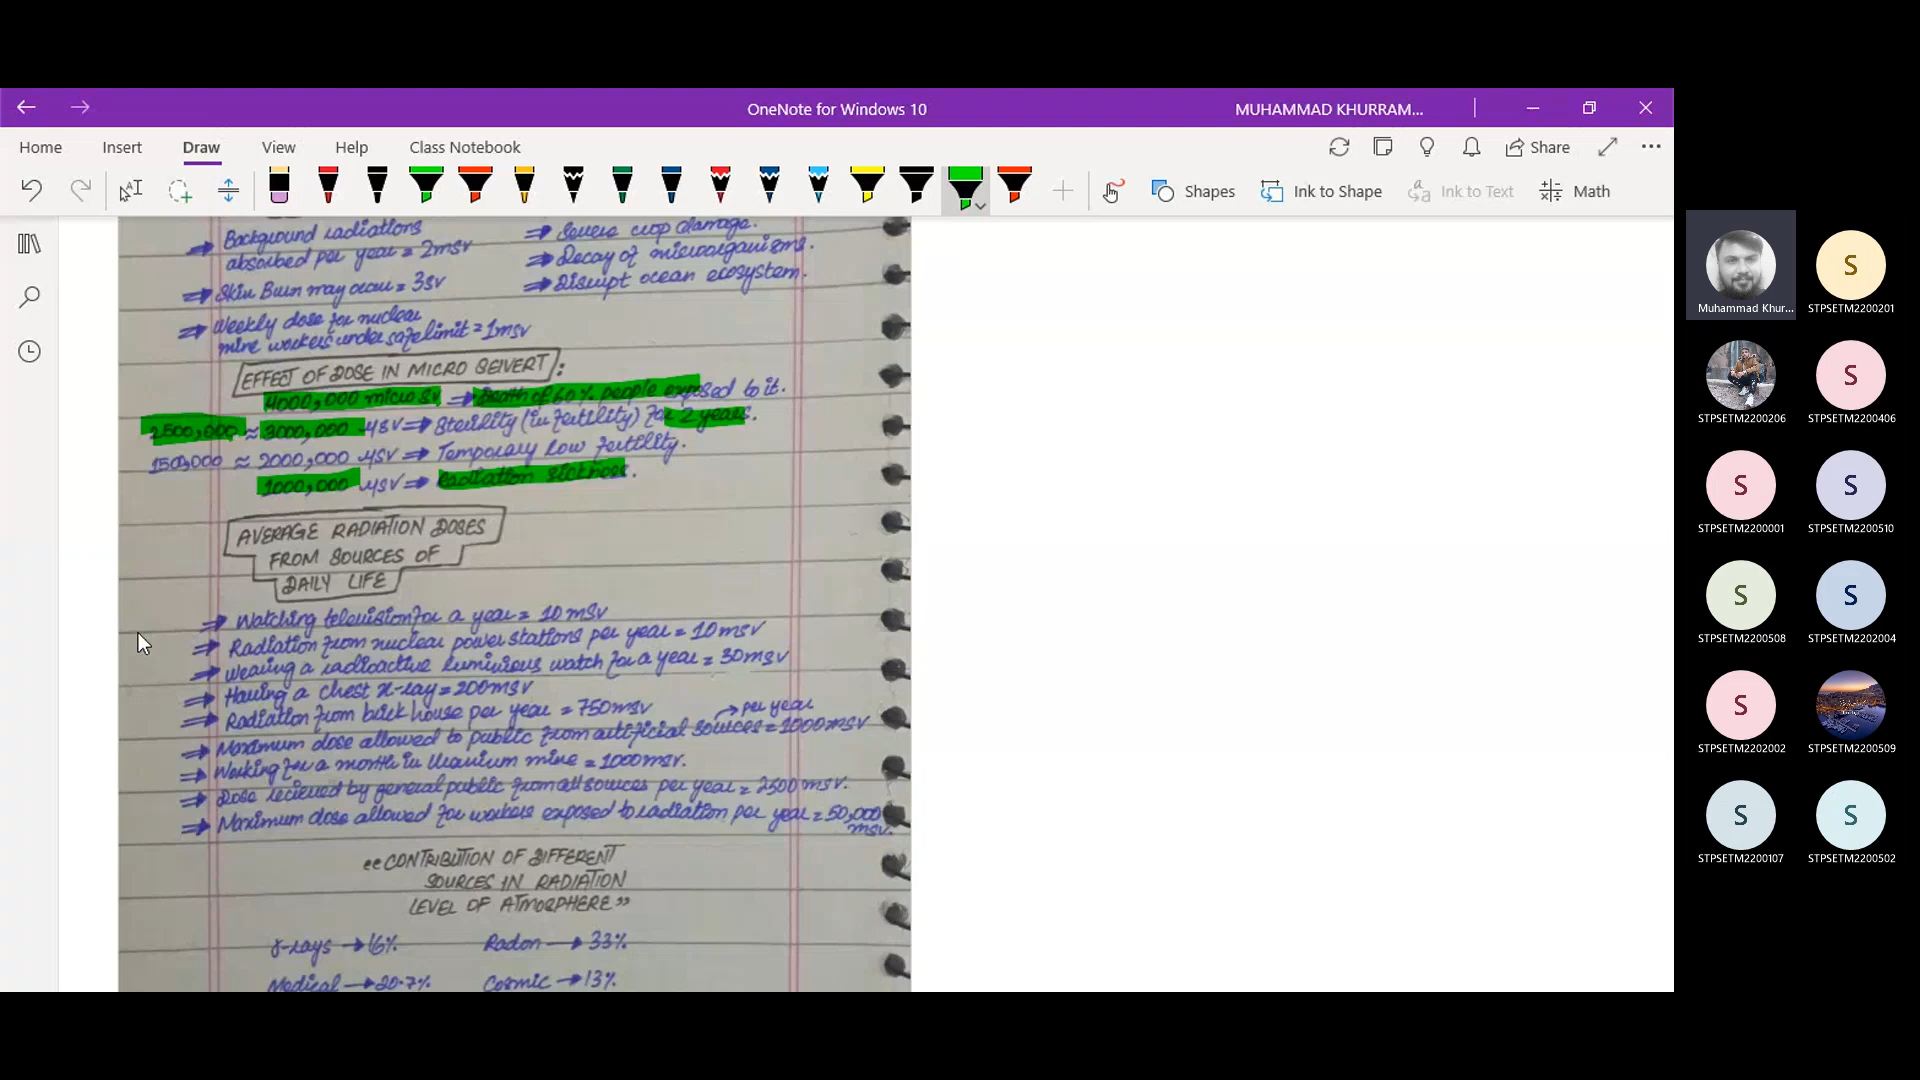 OneNote for Windows 10
MUHAMMAD KHURRAM...
Home Insert Draw View Help Class Notebook
Share
Shapes
Ink to Shape
Ink to Text
Math
Background radiations
absorbed per year = 2msv
⇒ Skin Burn may occur = 3sv
⇒ Weekly dose for nuclear
mine workers under safe limit = 1msv
⇒ Severe crop damage.
⇒ Decay of microorganisms.
⇒ Disrupt ocean ecosystem.
EFFECT OF DOSE IN MICRO SEIVERT:
4000,000 micro sv → Death of 60% people exposed to it.
2500,000 ≈ 3000,000 μsv ⇒ Sterility (in fertility) for 2 years.
150,000 ≈ 2000,000 μsv ⇒ Temporary low fertility.
1000,000 μsv ⇒ Radiation
AVERAGE RADIATION DOSES
FROM SOURCES OF
DAILY LIFE
⇒ Watching television for a year = 10msv
⇒ Radiation from nuclear power stations per year = 10msv
⇒ wearing a radioactive luminious watch for a year = 30msv
⇒ Having a chest x-ray = 200msv
⇒ Radiation from brick house per year = 750msv
→ per year
⇒ Maximum dose allowed to public from artificial sources = 1000msv
⇒ Working for a month in Uranium mine = 1000msv.
⇒ Dose recieved by general public from all sources per year = 2500msv.
⇒ Maximum dose allowed for workers exposed to radiation per year = 50,000
msv.
"CONTRIBUTION OF DIFFERENT
SOURCES IN RADIATION
LEVEL OF ATMOSPHERE"
γ-rays → 16% Radon → 33%
Medical → 20.7% Cosmic → 13%
Muhammad Khur...
S
STPSETM2200201
STPSETM2200206
S
STPSETM2200406
S
STPSETM2200001
S
STPSETM2200510
S
STPSETM2200508
S
STPSETM2202004
S
STPSETM2202002
STPSETM2200509
S
STPSETM2200107
S
STPSETM2200502